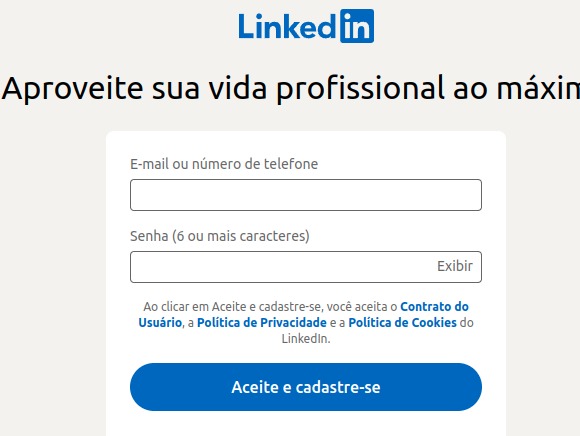 LinkedIn
Aproveite sua vida profissional ao máxim
E-mail ou número de telefone
Senha (6 ou mais caracteres)
Exibir
Ao clicar em Aceite e cadastre-se, você aceita o Contrato do
Usuário, a Política de Privacidade e a Política de Cookies do
LinkedIn.
Aceite e cadastre-se